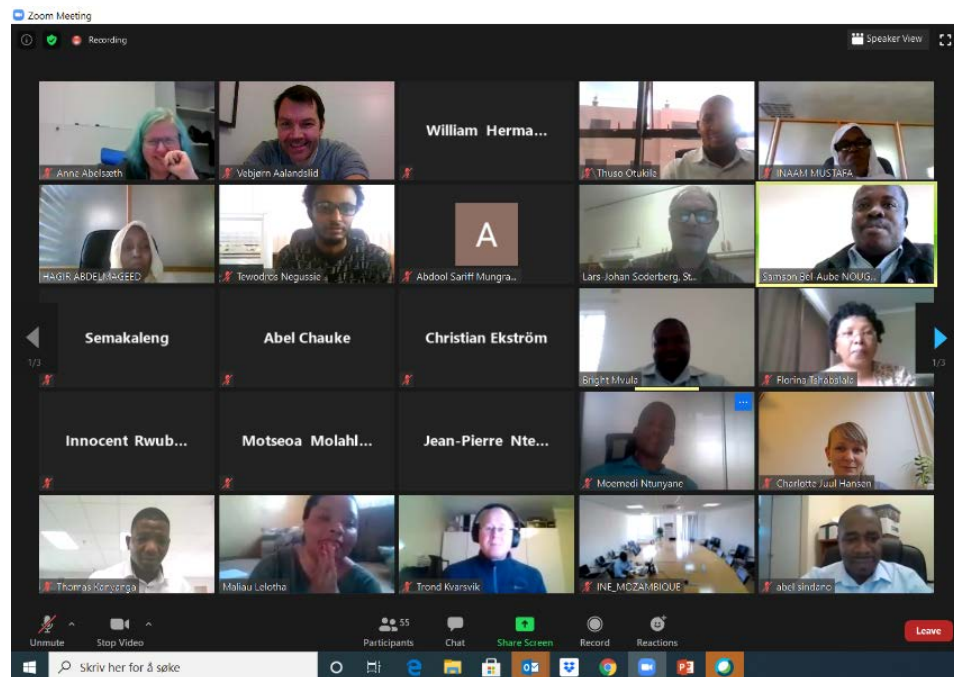 Zoom Meeting
Recording
Speaker View
Anne Abelsæth
Vebjørn Aalandslid
William Herma...
Thuso Otukile
INAAM MUSTAFA
HAGIR ABDELMAGEED
Tewodros Negussie
A
Abdool Sariff Mungra...
Lars-Johan Soderberg, St...
Samson Bel-Aube NOUG...
Semakaleng
Abel Chauke
Christian Ekström
Bright Mvula
Florina Tshabalala
1/3
1/3
Innocent Rwub...
Motseoa Molahl...
Jean-Pierre Nte...
Moemedi Ntunyane
Charlotte Juul Hansen
Thomas Kanyanga
Maliau Lelotha
Trond Kvarsvik
INE_MOZAMBIQUE
abel sindano
Unmute
Stop Video
55
Participants
Chat
Share Screen
Record
Reactions
Leave
Skriv her for å søke